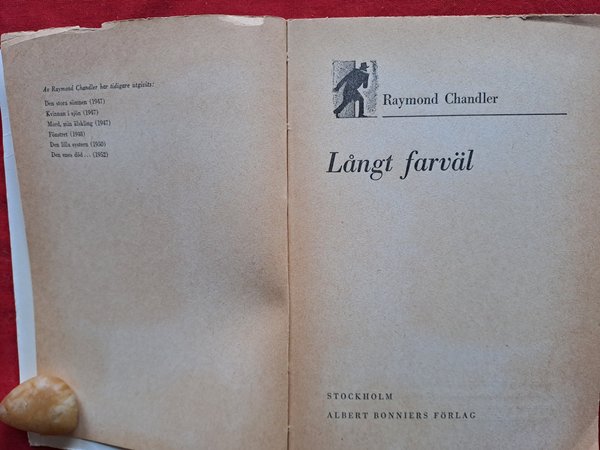 Av Raymond Chandler har tidigare utgivits:
Den stora sömnen (1947)
Kvinnan i sjön (1947)
Mord, min älskling (1947)
Fönstret (1948)
Den lilla systern (1950)
Den enes död... (1952)
Raymond Chandler
Långt farväl
STOCKHOLM
ALBERT BONNIERS FÖRLAG